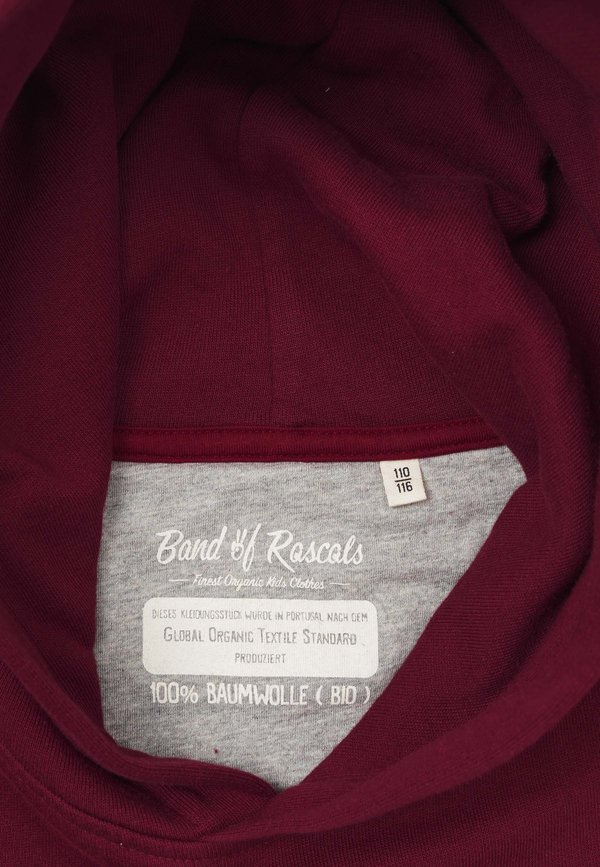 110
116
Band of Rascals
Finest Organic Kids Clothes
DIESES KLEIDUNGSSTÜCK WURDE IN PORTUGAL NACH DEM
GLOBAL ORGANIC TEXTILE STANDARD
PRODUZIERT
100% BAUMWOLLE ( BIO )